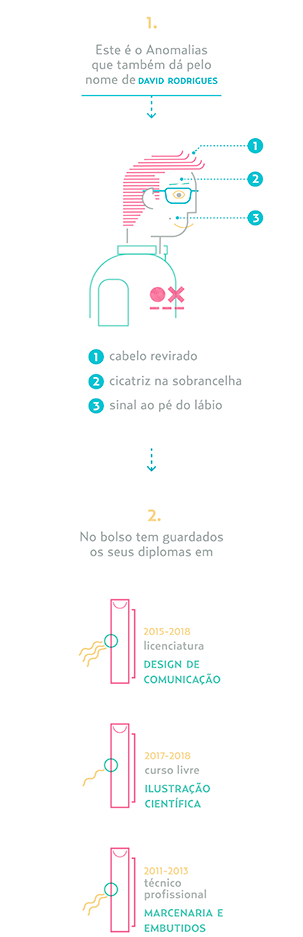 1.
Este é o Anomalias
que também dá pelo
nome de DAVID RODRIGUES
1
2
3
1 cabelo revirado
2 cicatriz na sobrancelha
3 sinal ao pé do lábio
2.
No bolso tem guardados
os seus diplomas em
2015-2018
licenciatura
DESIGN DE
COMUNICAÇÃO
2017-2018
curso livre
ILUSTRAÇÃO
CIENTÍFICA
2011-2013
técnico
profissional
MARCENARIA E
EMBUTIDOS